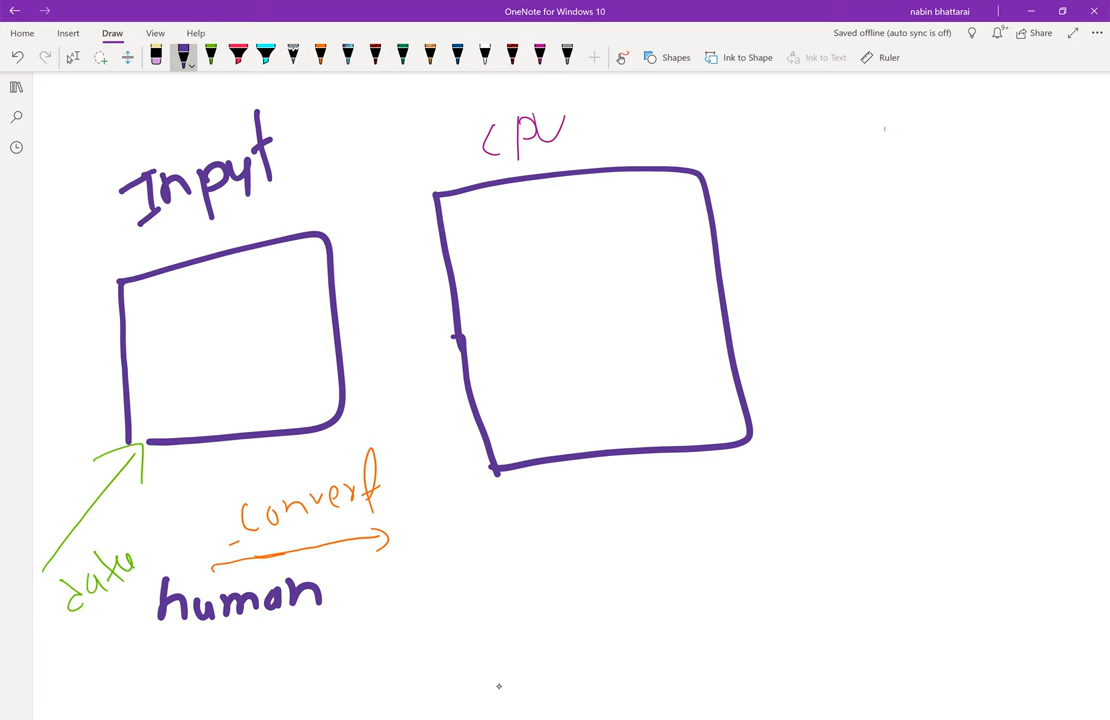 OneNote for Windows 10
nabin bhattarai
Home Insert Draw View Help
Saved offline (auto sync is off)
9+
Share
Shapes
Ink to Shape
Ink to Text
Ruler
CPU
Input
Convert
data
human